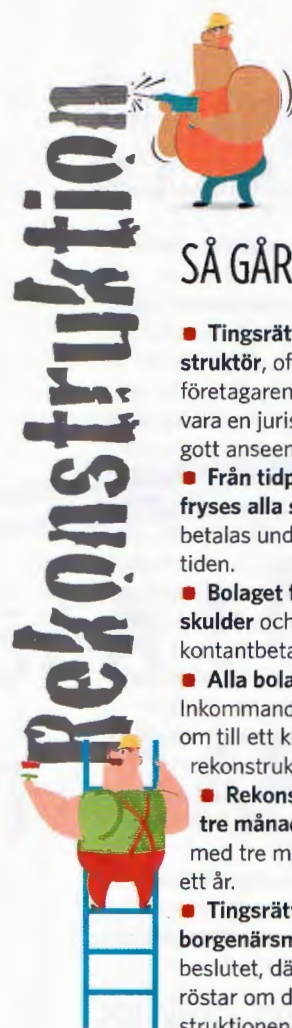 Rekonstruktion
SÅ GÅR
Tingsrät
struktör, of
företagaren
vara en juris
gott anseen
Från tidp
fryses alla s
betalas und
tiden.
Bolaget f
skulder och
kontantbeta
Alla bola
Inkommand
om till ett k
rekonstruk
Rekons
tre månad
med tre m
ett år.
Tingsrätt
borgenärsm
beslutet, dä
röstar om d
struktionen